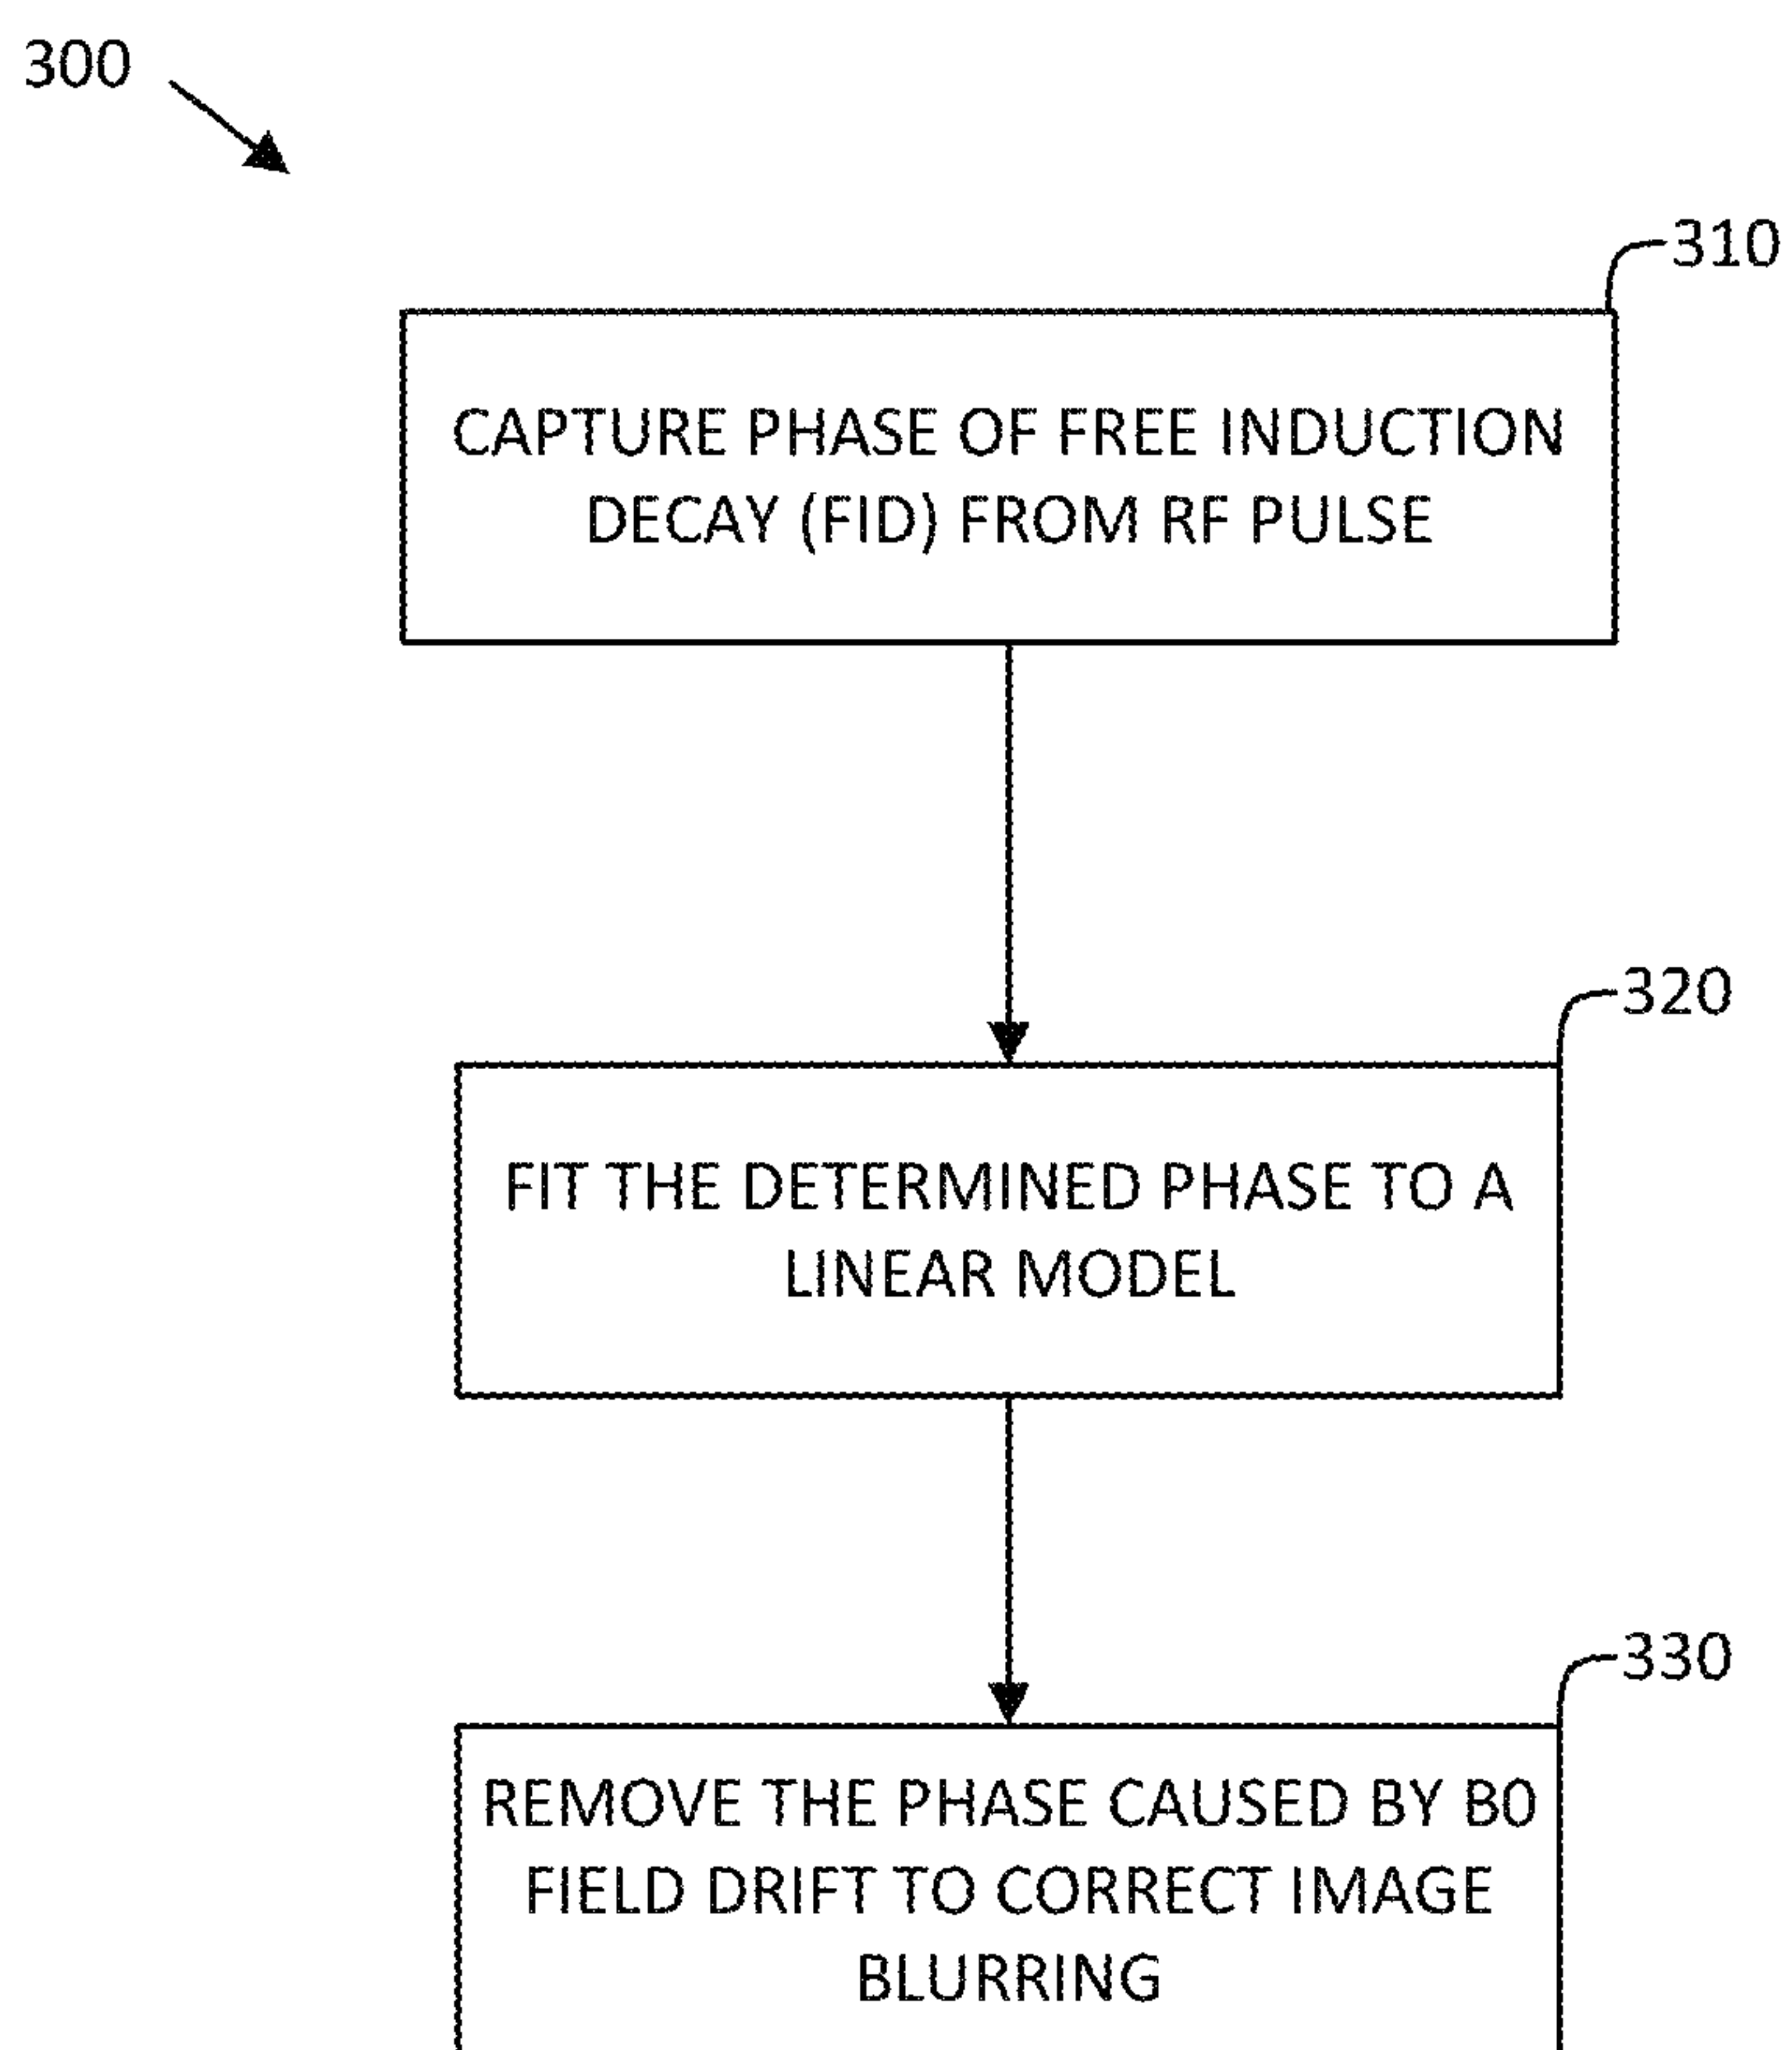 300
310
CAPTURE PHASE OF FREE INDUCTION
DECAY (FID) FROM RF PULSE
320
FIT THE DETERMINED PHASE TO A
LINEAR MODEL
330
REMOVE THE PHASE CAUSED BY B0
FIELD DRIFT TO CORRECT IMAGE
BLURRING